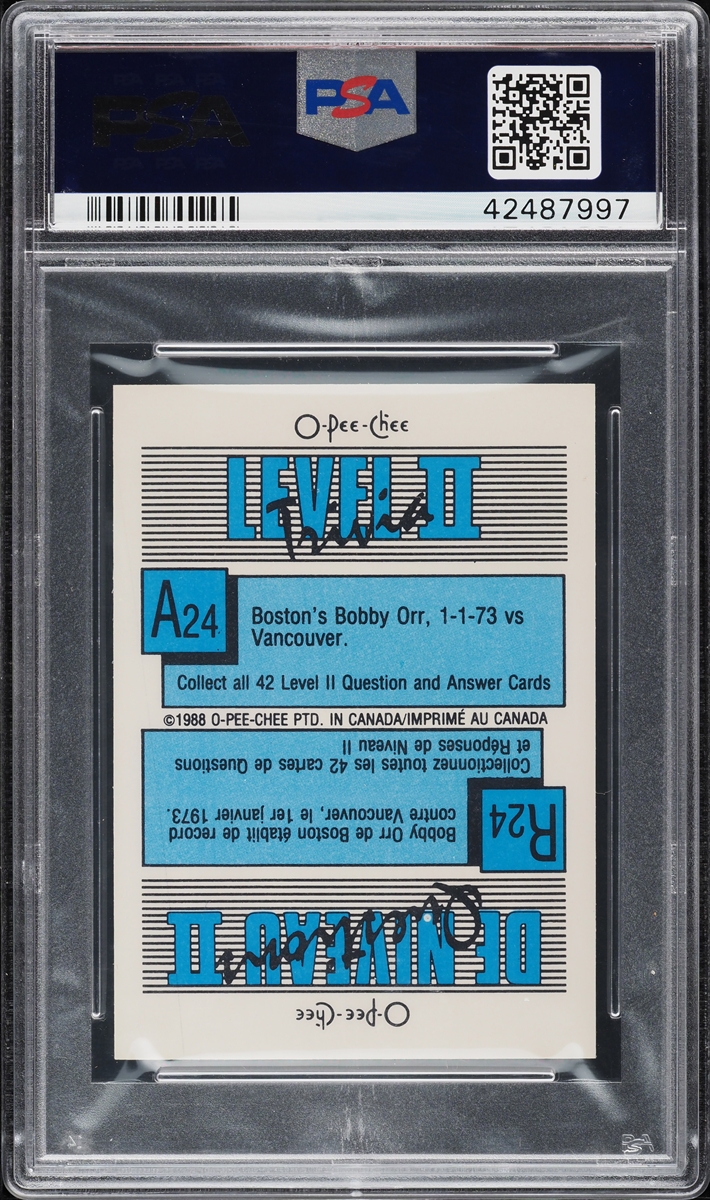 PSA
PSA
42487997
O-Pee-Chee
LEVEL II
Trivia
A24
Boston's Bobby Orr, 1-1-73 vs
Vancouver.
Collect all 42 Level II Question and Answer Cards
©1988 O-PEE-CHEE PTD. IN CANADA/IMPRIMÉ AU CANADA
O-Pee-Chee
DE NIVEAU II
Questions
R24
Bobby Orr de Boston établit de record
contre Vancouver, le 1er janvier 1973.
Collectionnez toutes les 42 cartes de Questions
et Réponses de Niveau II
PSA